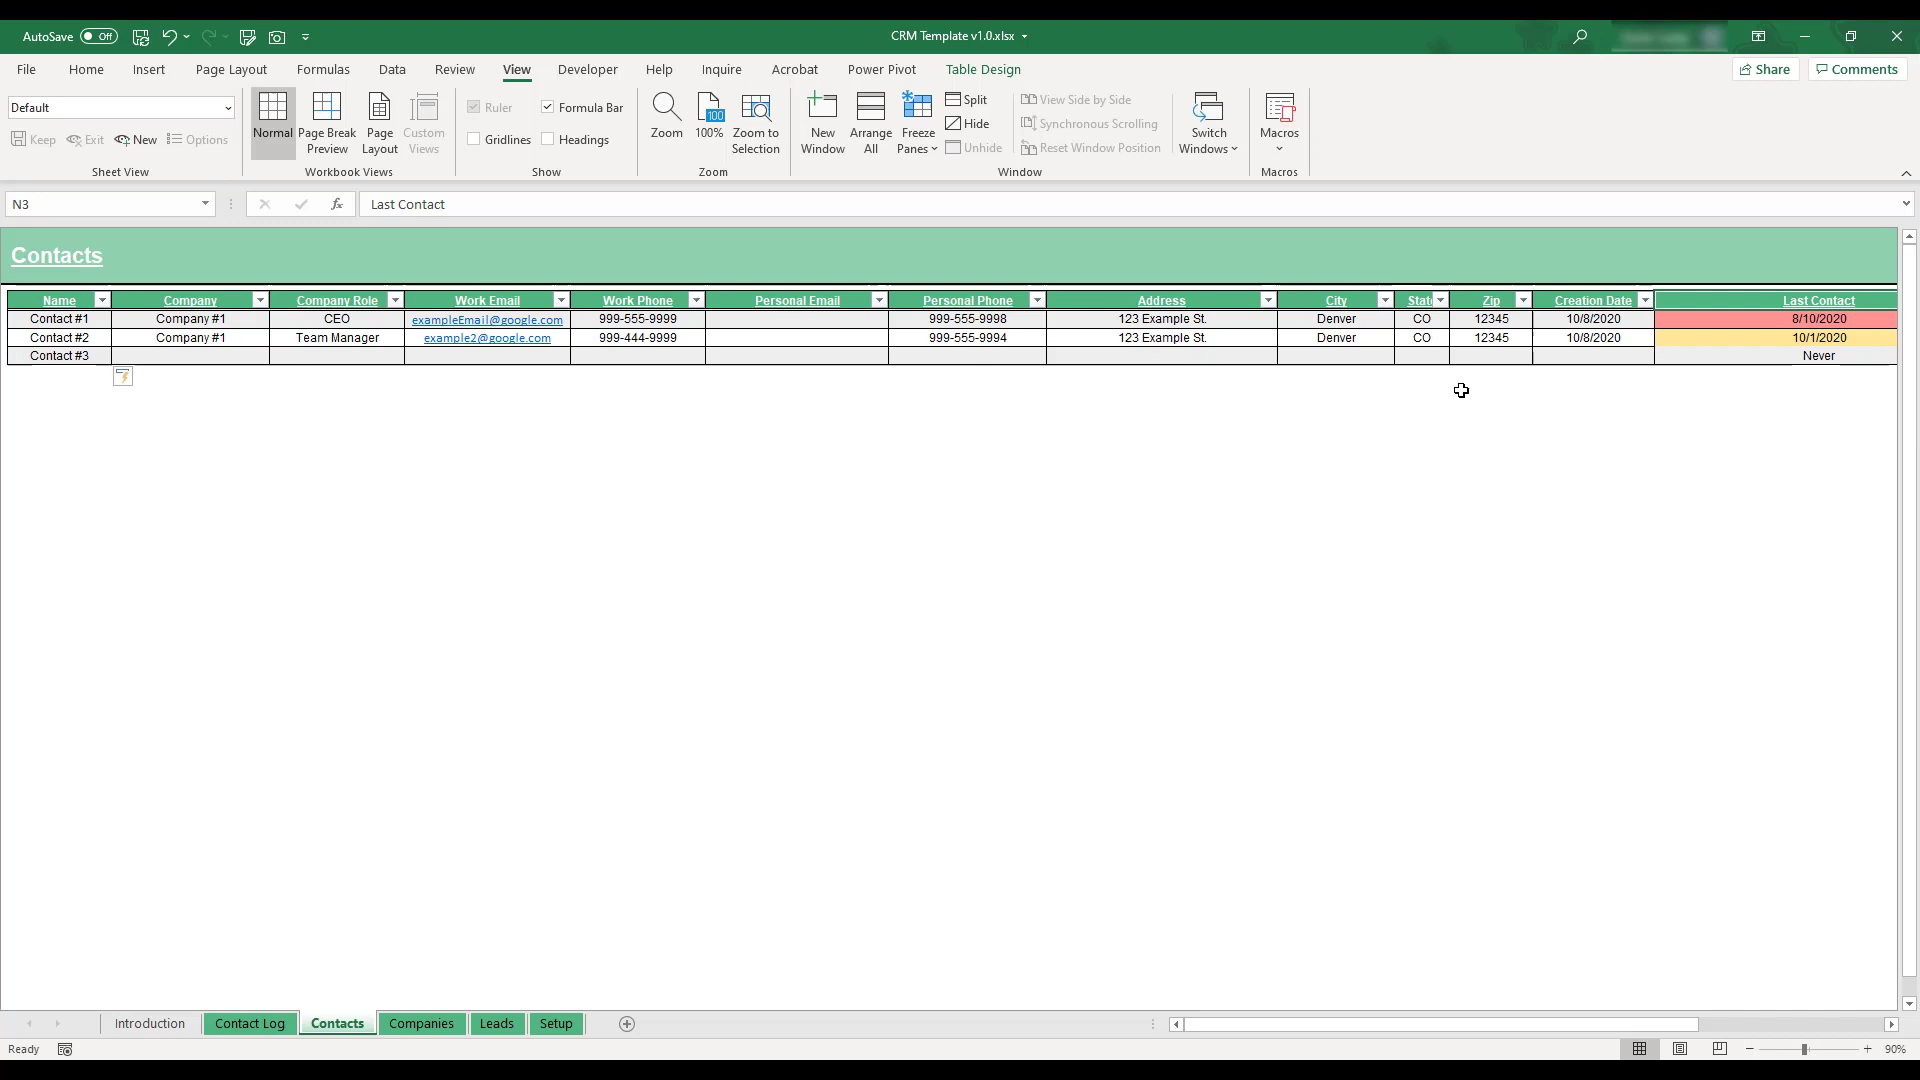 AutoSave Off CRM Template v1.0.xlsx
File Home Insert Page Layout Formulas Data Review View Developer Help Inquire Acrobat Power Pivot Table Design Share Comments
Default
Keep Exit New Options
Sheet View
Normal
Page Break Preview
Page Layout
Custom Views
Workbook Views
Ruler Formula Bar
Gridlines Headings
Show
Zoom
100 100%
Zoom to Selection
Zoom
New Window
Arrange All
Freeze Panes
Split
Hide
Unhide
View Side by Side
Synchronous Scrolling
Reset Window Position
Switch Windows
Window
Macros
Macros
N3 fx Last Contact
Contacts
Name Company Company Role Work Email Work Phone Personal Email Personal Phone Address City State Zip Creation Date Last Contact
Contact #1 Company #1 CEO exampleEmail@google.com 999-555-9999 999-555-9998 123 Example St. Denver CO 12345 10/8/2020 8/10/2020
Contact #2 Company #1 Team Manager example2@google.com 999-444-9999 999-555-9994 123 Example St. Denver CO 12345 10/8/2020 10/1/2020
Contact #3 Never
Introduction Contact Log Contacts Companies Leads Setup
Ready 90%